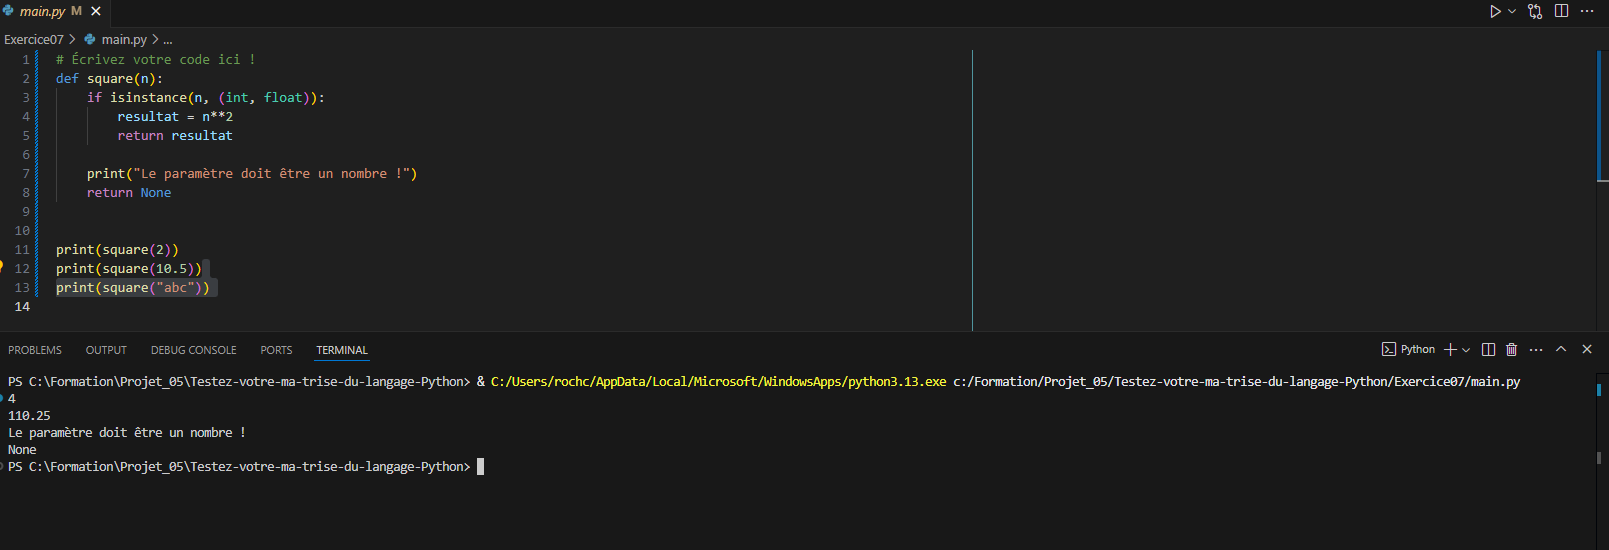 main.py M
Exercice07 > main.py > ...
1 # Écrivez votre code ici !
2 def square(n):
3     if isinstance(n, (int, float)):
4         resultat = n**2
5         return resultat
6
7     print("Le paramètre doit être un nombre !")
8     return None
9
10
11 print(square(2))
12 print(square(10.5))
13 print(square("abc"))
14
PROBLEMS OUTPUT DEBUG CONSOLE PORTS TERMINAL Python
PS C:\Formation\Projet_05\Testez-votre-ma-trise-du-langage-Python> & C:/Users/rochc/AppData/Local/Microsoft/WindowsApps/python3.13.exe c:/Formation/Projet_05/Testez-votre-ma-trise-du-langage-Python/Exercice07/main.py
4
110.25
Le paramètre doit être un nombre !
None
PS C:\Formation\Projet_05\Testez-votre-ma-trise-du-langage-Python>